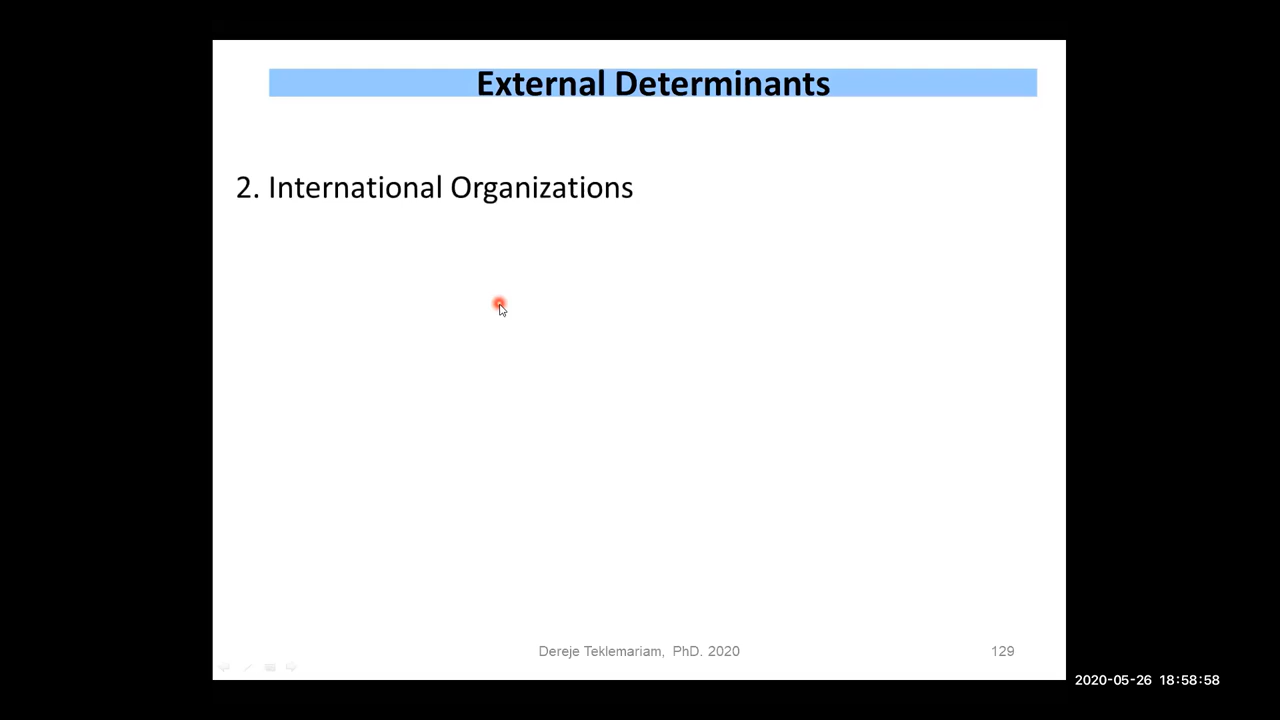 External Determinants
2. International Organizations
Dereje Teklemariam, PhD. 2020
129
2020-05-26 18:58:58